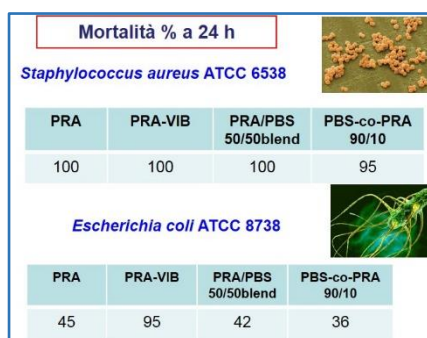 Mortalità % a 24 h
Staphylococcus aureus ATCC 6538
PRA PRA-VIB PRA/PBS 50/50blend PBS-co-PRA 90/10
100 100 100 95
Escherichia coli ATCC 8738
PRA PRA-VIB PRA/PBS 50/50blend PBS-co-PRA 90/10
45 95 42 36